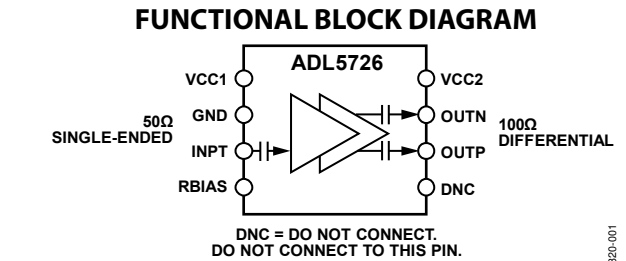 FUNCTIONAL BLOCK DIAGRAM
ADL5726
VCC1
VCC2
GND
OUTN
50Ω
SINGLE-ENDED
100Ω
DIFFERENTIAL
INPT
OUTP
RBIAS
DNC
DNC = DO NOT CONNECT.
DO NOT CONNECT TO THIS PIN.